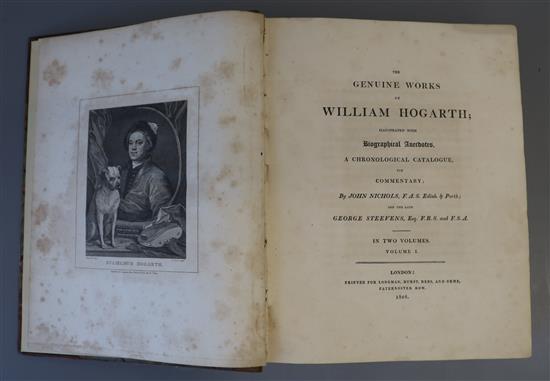 GULIELMUS HOGARTH.
THE
GENUINE WORKS
OF
WILLIAM HOGARTH;
ILLUSTRATED WITH
Biographical Anecdotes,
A CHRONOLOGICAL CATALOGUE,
AND
COMMENTARY;
By JOHN NICHOLS, F.A.S. Edinb. & Perth;
AND THE LATE
GEORGE STEEVENS, Esq. F.R.S. and F.S.A.
IN TWO VOLUMES.
VOLUME I.
LONDON:
PRINTED FOR LONGMAN, HURST, REES, AND ORME,
PATERNOSTER ROW.
1808.